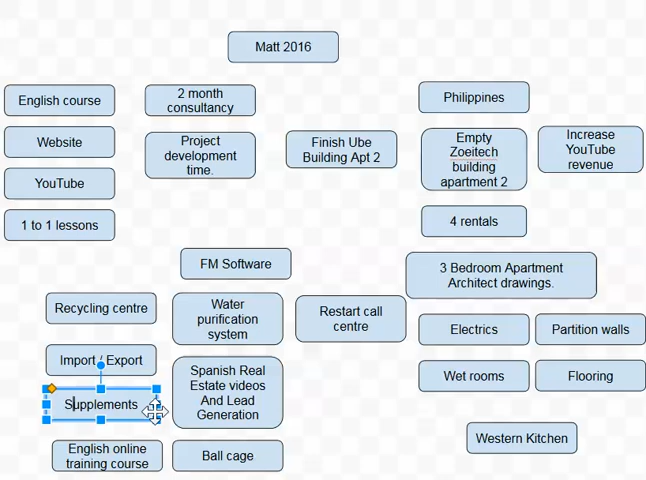 Matt 2016
English course
2 month
consultancy
Philippines
Website
Project
development
time.
Finish Ube
Building Apt 2
Empty
Zoeitech
building
apartment 2
Increase
YouTube
revenue
YouTube
1 to 1 lessons
4 rentals
FM Software
3 Bedroom Apartment
Architect drawings.
Recycling centre
Water
purification
system
Restart call
centre
Electrics
Partition walls
Import / Export
Spanish Real
Estate videos
And Lead
Generation
Wet rooms
Flooring
Supplements
Western Kitchen
English online
training course
Ball cage